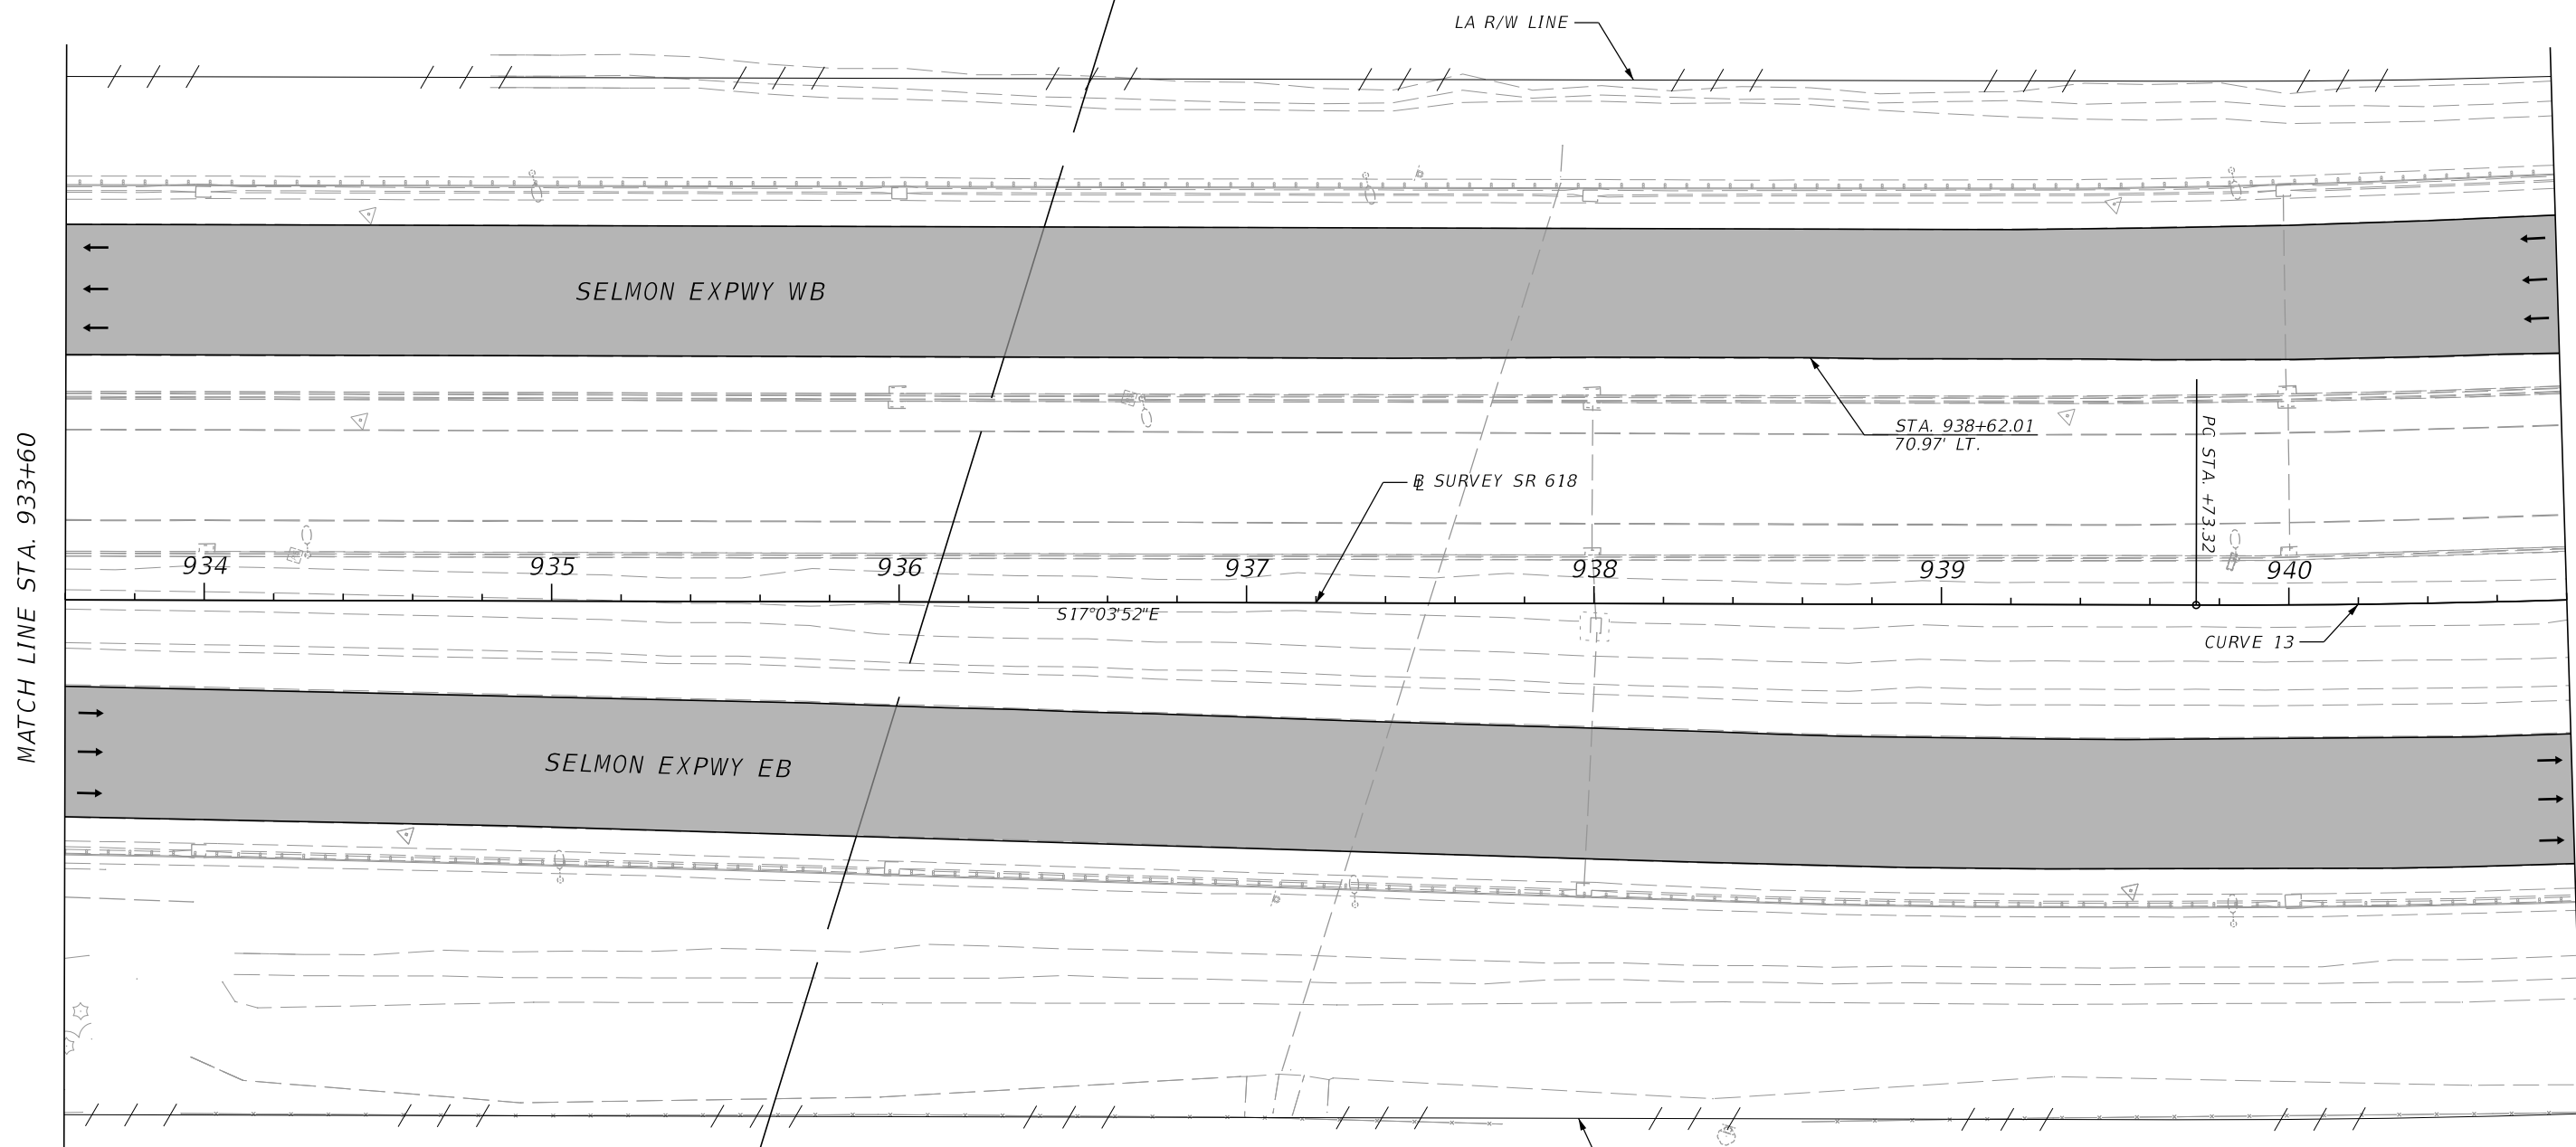 LA R/W LINE
SELMON EXPWY WB
STA. 938+62.01
70.97' LT.
PC STA. +73.32
MATCH LINE STA. 933+60
℄ SURVEY SR 618
934 935 936 937 938 939 940
S17°03'52"E
CURVE 13
SELMON EXPWY EB